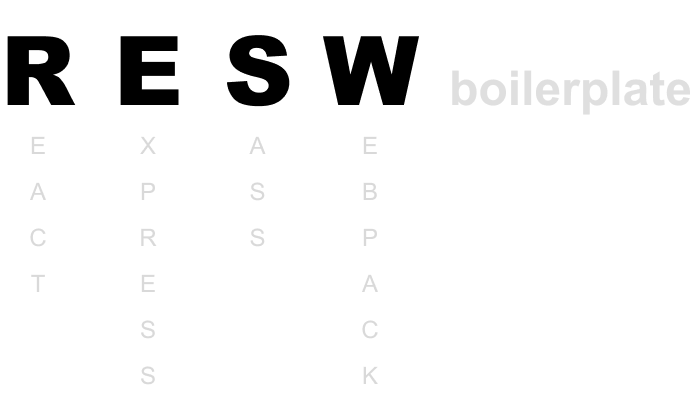 R E S W boilerplate
E X A E
A P S B
C R S P
T E A
S C
S K